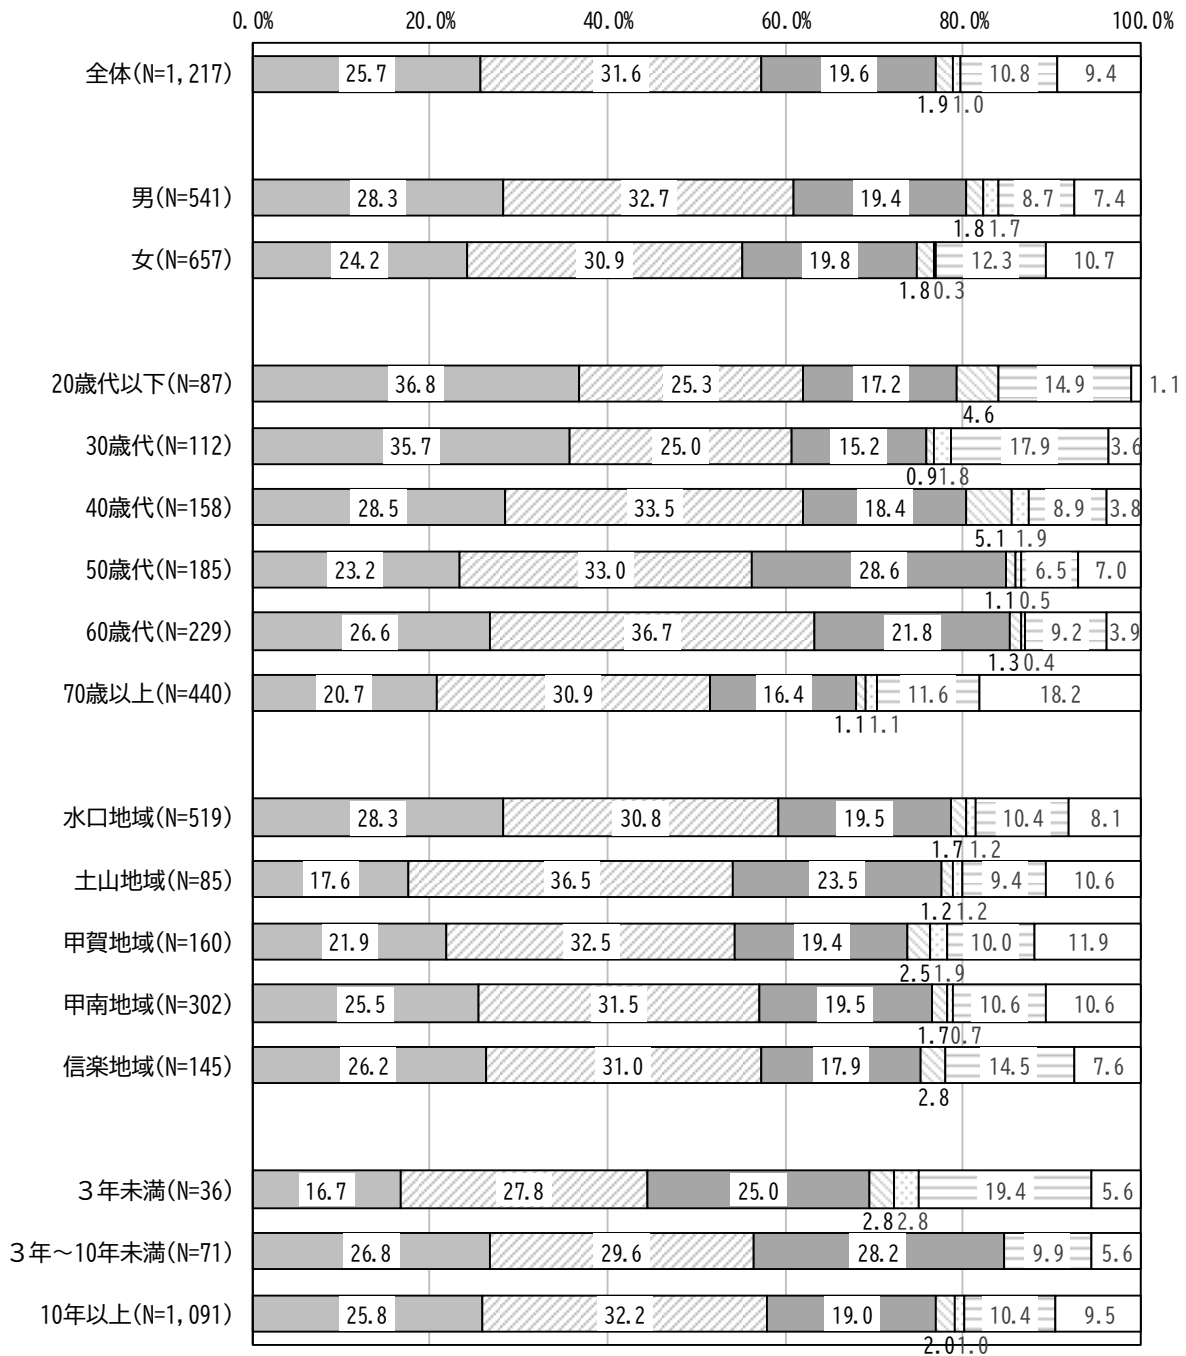 0.0% 20.0% 40.0% 60.0% 80.0% 100.0%
全体(N=1,217) 25.7 31.6 19.6 10.8 9.4
1.9 1.0
男(N=541) 28.3 32.7 19.4 8.7 7.4
1.8 1.7
女(N=657) 24.2 30.9 19.8 12.3 10.7
1.8 0.3
20歳代以下(N=87) 36.8 25.3 17.2 14.9 1.1
4.6
30歳代(N=112) 35.7 25.0 15.2 17.9 3.6
0.9 1.8
40歳代(N=158) 28.5 33.5 18.4 8.9 3.8
5.1 1.9
50歳代(N=185) 23.2 33.0 28.6 6.5 7.0
1.1 0.5
60歳代(N=229) 26.6 36.7 21.8 9.2 3.9
1.3 0.4
70歳以上(N=440) 20.7 30.9 16.4 11.6 18.2
1.1 1.1
水口地域(N=519) 28.3 30.8 19.5 10.4 8.1
1.7 1.2
土山地域(N=85) 17.6 36.5 23.5 9.4 10.6
1.2 1.2
甲賀地域(N=160) 21.9 32.5 19.4 10.0 11.9
2.5 1.9
甲南地域(N=302) 25.5 31.5 19.5 10.6 10.6
1.7 0.7
信楽地域(N=145) 26.2 31.0 17.9 14.5 7.6
2.8
３年未満(N=36) 16.7 27.8 25.0 19.4 5.6
2.8 2.8
３年～10年未満(N=71) 26.8 29.6 28.2 9.9 5.6
10年以上(N=1,091) 25.8 32.2 19.0 10.4 9.5
2.0 1.0